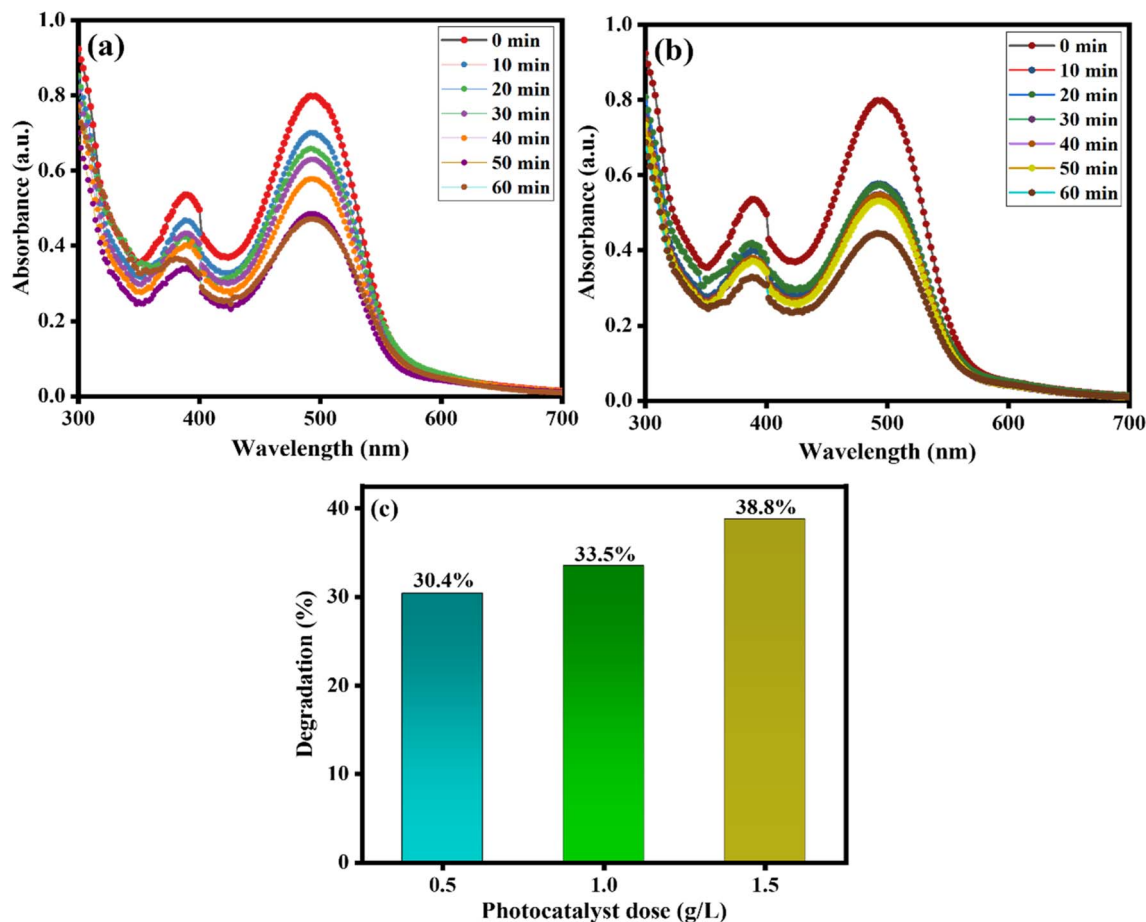 (a)
0 min
10 min
20 min
30 min
40 min
50 min
60 min
Absorbance (a.u.)
1.0
0.8
0.6
0.4
0.2
0.0
300
400
500
600
700
Wavelength (nm)
(b)
0 min
10 min
20 min
30 min
40 min
50 min
60 min
Absorbance (a.u.)
1.0
0.8
0.6
0.4
0.2
0.0
300
400
500
600
700
Wavelength (nm)
(c)
30.4%
33.5%
38.8%
Degradation (%)
40
30
20
10
0
0.5
1.0
1.5
Photocatalyst dose (g/L)